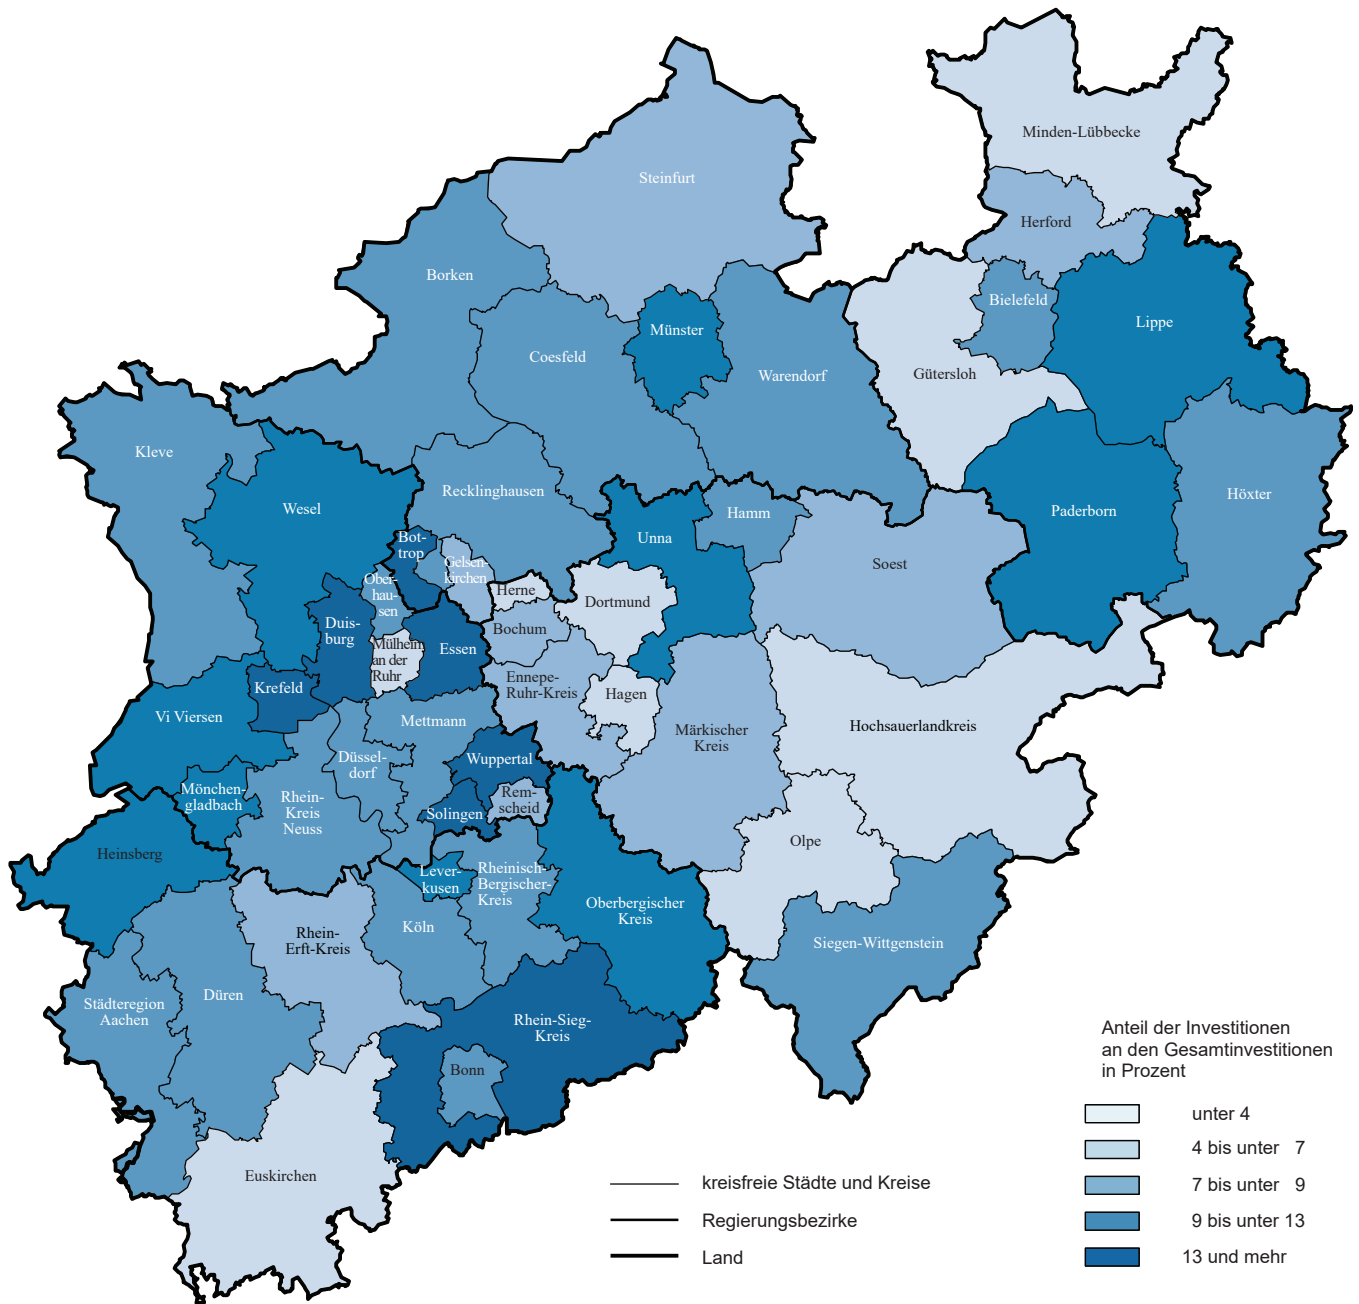 Minden-Lübbecke
Steinfurt
Herford
Borken
Bielefeld
Lippe
Münster
Coesfeld
Warendorf
Gütersloh
Kleve
Recklinghausen
Wesel
Höxter
Hamm
Paderborn
Unna
Bot-
trop
Gelsen-
kirchen
Soest
Ober-
hau-
sen
Herne
Dortmund
Duis-
burg
Bochum
Mülheim
an der
Ruhr
Essen
Krefeld
Ennepe-
Ruhr-Kreis
Hagen
Vi Viersen
Mettmann
Märkischer
Kreis
Hochsauerlandkreis
Düssel-
dorf
Wuppertal
Mönchen-
gladbach
Rhein-
Kreis
Neuss
Rem-
scheid
Solingen
Olpe
Heinsberg
Lever-
kusen
Rheinisch-
Bergischer-
Kreis
Oberbergischer
Kreis
Köln
Rhein-
Erft-Kreis
Siegen-Wittgenstein
Düren
Städteregion
Aachen
Rhein-Sieg-
Kreis
Bonn
Euskirchen
Anteil der Investitionen
an den Gesamtinvestitionen
in Prozent
unter 4
4 bis unter 7
7 bis unter 9
9 bis unter 13
13 und mehr
kreisfreie Städte und Kreise
Regierungsbezirke
Land